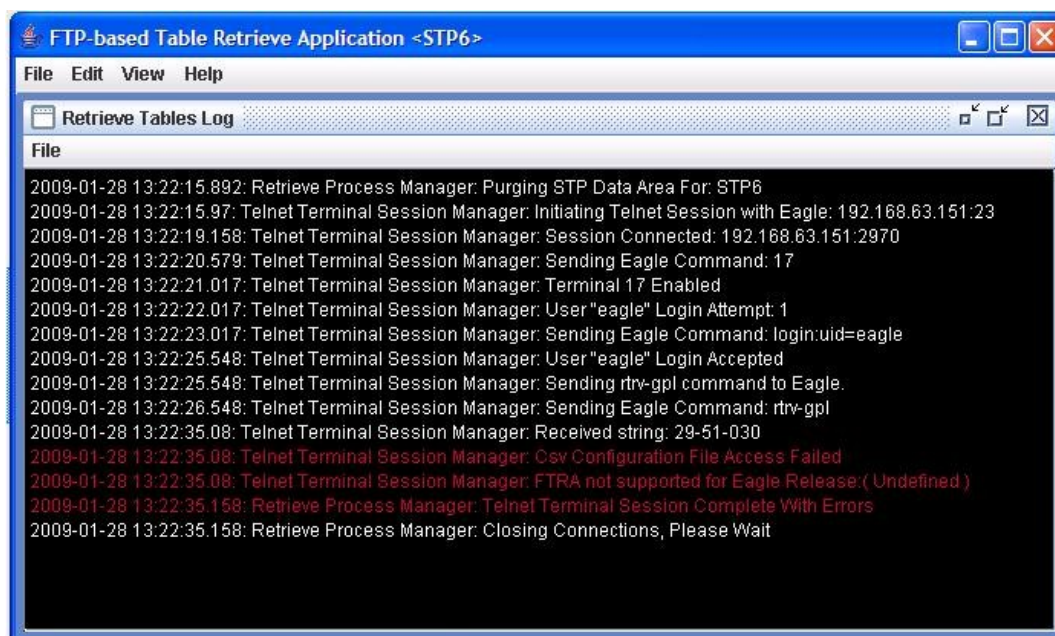 FTP-based Table Retrieve Application <STP6>
File Edit View Help
Retrieve Tables Log
File
2009-01-28 13:22:15.892: Retrieve Process Manager: Purging STP Data Area For: STP6
2009-01-28 13:22:15.97: Telnet Terminal Session Manager: Initiating Telnet Session with Eagle: 192.168.63.151:23
2009-01-28 13:22:19.158: Telnet Terminal Session Manager: Session Connected: 192.168.63.151:2970
2009-01-28 13:22:20.579: Telnet Terminal Session Manager: Sending Eagle Command: 17
2009-01-28 13:22:21.017: Telnet Terminal Session Manager: Terminal 17 Enabled
2009-01-28 13:22:22.017: Telnet Terminal Session Manager: User "eagle" Login Attempt: 1
2009-01-28 13:22:23.017: Telnet Terminal Session Manager: Sending Eagle Command: login:uid=eagle
2009-01-28 13:22:25.548: Telnet Terminal Session Manager: User "eagle" Login Accepted
2009-01-28 13:22:25.548: Telnet Terminal Session Manager: Sending rtrv-gpl command to Eagle.
2009-01-28 13:22:26.548: Telnet Terminal Session Manager: Sending Eagle Command: rtrv-gpl
2009-01-28 13:22:35.08: Telnet Terminal Session Manager: Received string: 29-51-030
2009-01-28 13:22:35.08: Telnet Terminal Session Manager: Csv Configuration File Access Failed
2009-01-28 13:22:35.08: Telnet Terminal Session Manager: FTRA not supported for Eagle Release:( Undefined )
2009-01-28 13:22:35.158: Retrieve Process Manager: Telnet Terminal Session Complete With Errors
2009-01-28 13:22:35.158: Retrieve Process Manager: Closing Connections, Please Wait